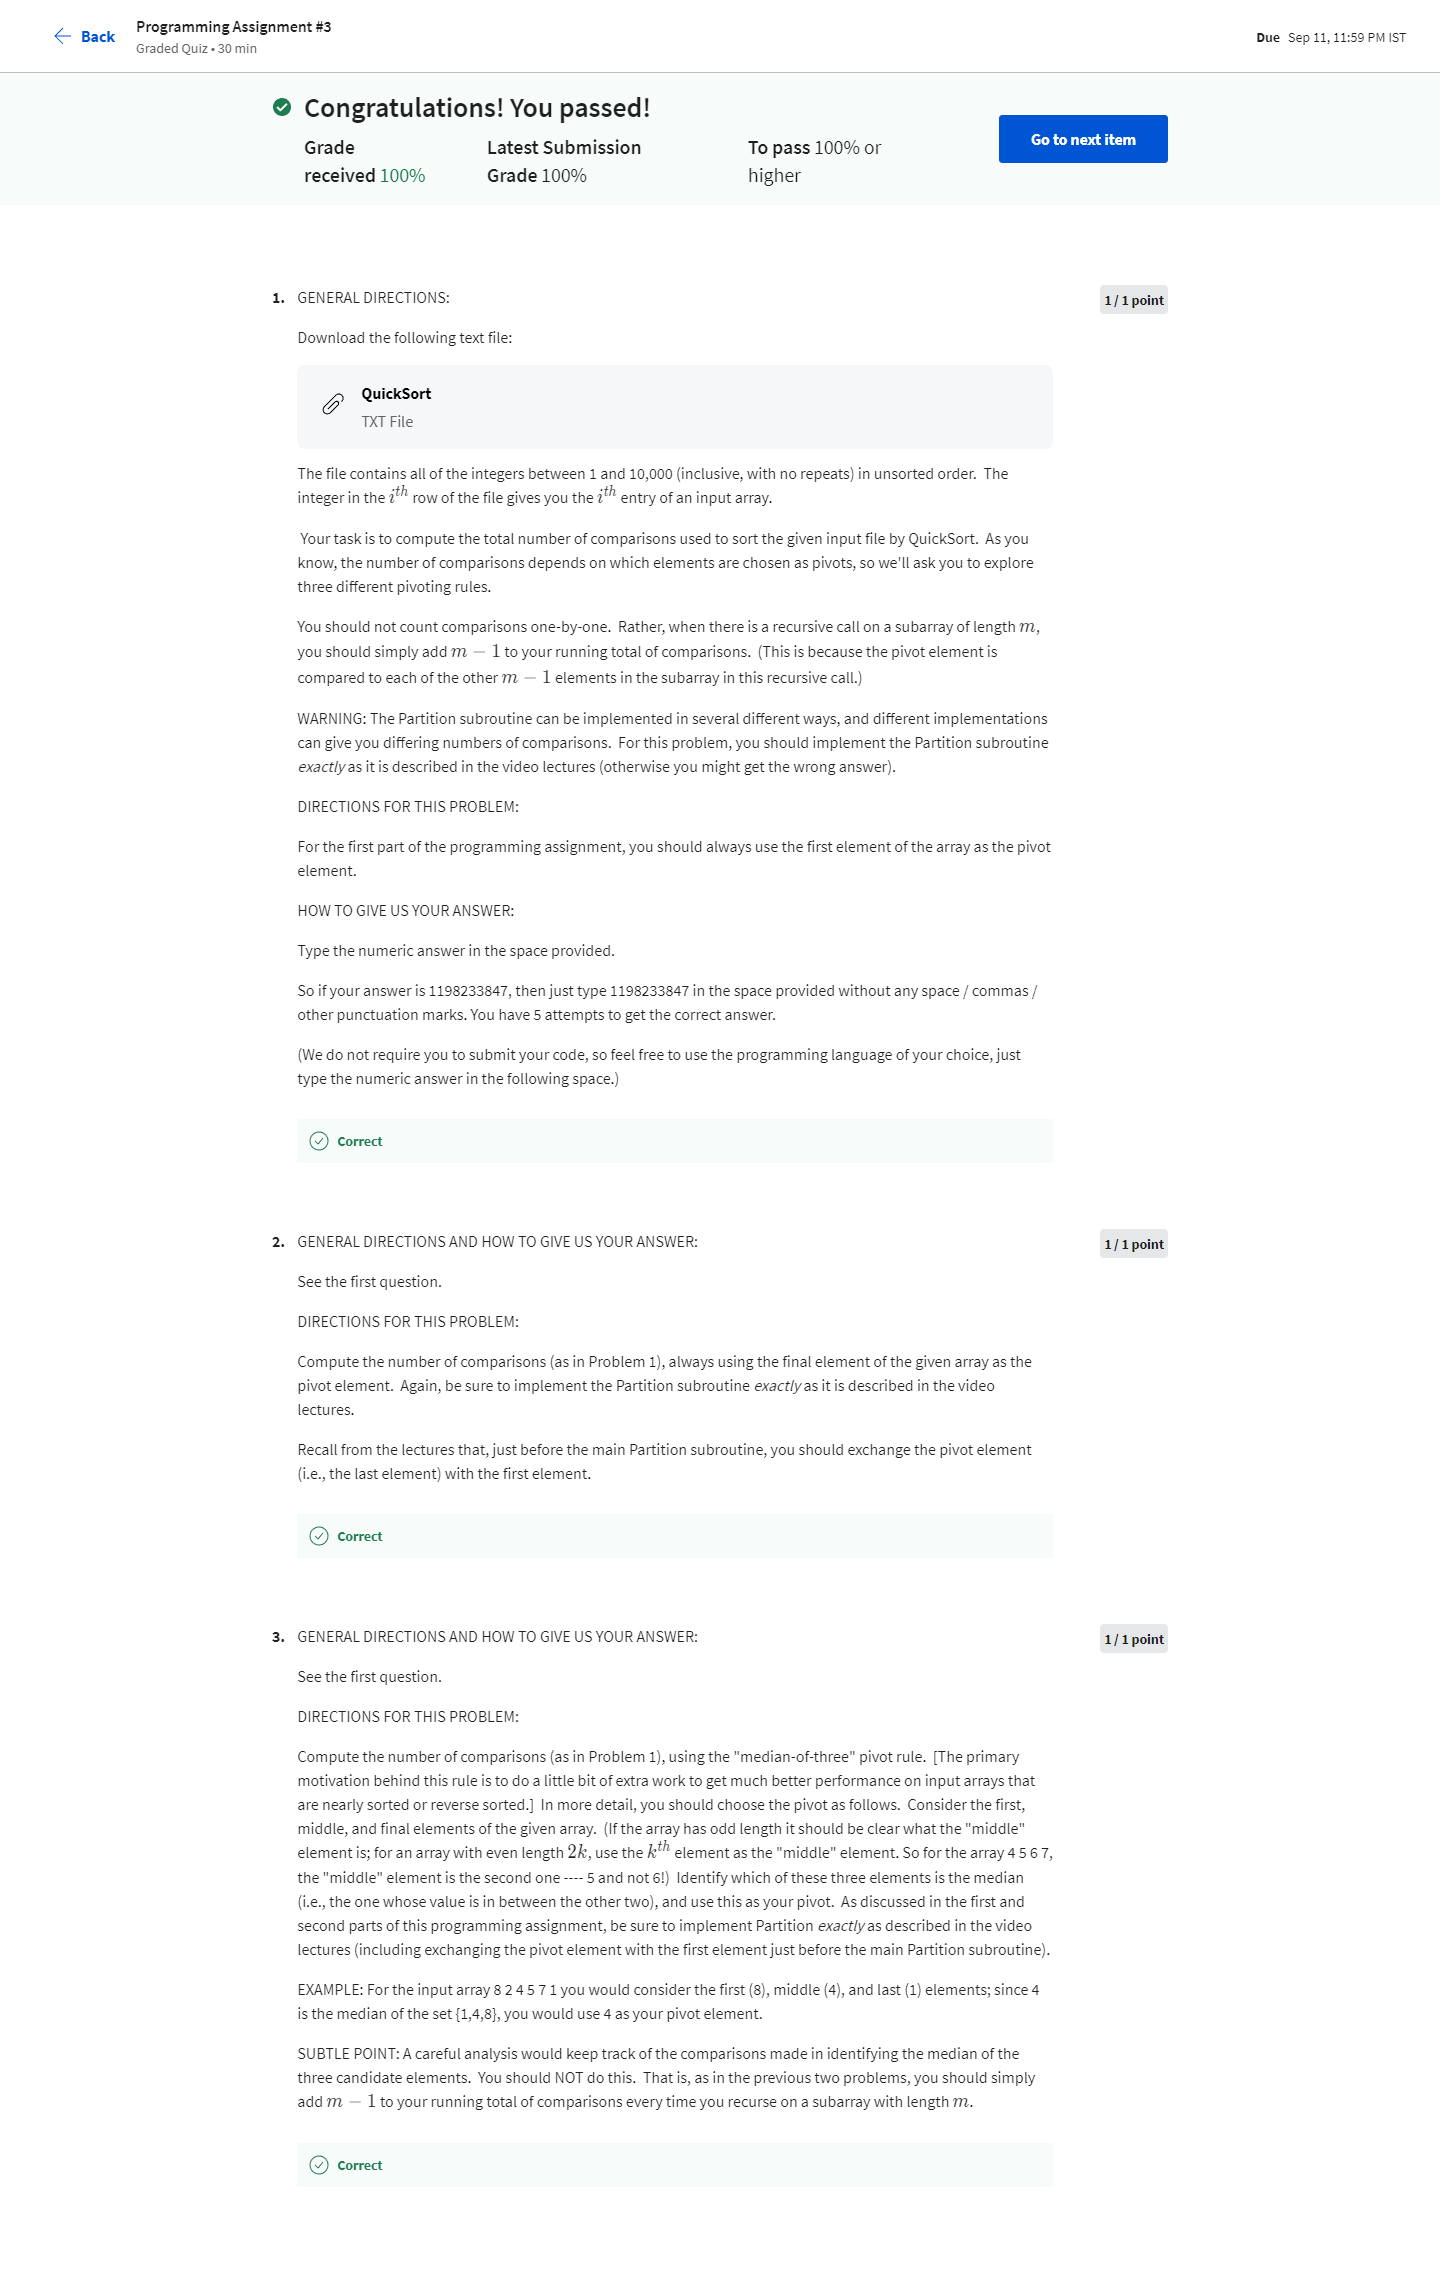 Back
Programming Assignment #3
Graded Quiz • 30 min
Due Sep 11, 11:59 PM IST
Congratulations! You passed!
Grade
received 100%
Latest Submission
Grade 100%
To pass 100% or
higher
Go to next item
1. GENERAL DIRECTIONS:
1 / 1 point
Download the following text file:
QuickSort
TXT File
The file contains all of the integers between 1 and 10,000 (inclusive, with no repeats) in unsorted order. The
integer in the i^th row of the file gives you the i^th entry of an input array.
Your task is to compute the total number of comparisons used to sort the given input file by QuickSort. As you
know, the number of comparisons depends on which elements are chosen as pivots, so we'll ask you to explore
three different pivoting rules.
You should not count comparisons one-by-one. Rather, when there is a recursive call on a subarray of length m,
you should simply add m − 1 to your running total of comparisons. (This is because the pivot element is
compared to each of the other m − 1 elements in the subarray in this recursive call.)
WARNING: The Partition subroutine can be implemented in several different ways, and different implementations
can give you differing numbers of comparisons. For this problem, you should implement the Partition subroutine
exactly as it is described in the video lectures (otherwise you might get the wrong answer).
DIRECTIONS FOR THIS PROBLEM:
For the first part of the programming assignment, you should always use the first element of the array as the pivot
element.
HOW TO GIVE US YOUR ANSWER:
Type the numeric answer in the space provided.
So if your answer is 1198233847, then just type 1198233847 in the space provided without any space / commas /
other punctuation marks. You have 5 attempts to get the correct answer.
(We do not require you to submit your code, so feel free to use the programming language of your choice, just
type the numeric answer in the following space.)
Correct
2. GENERAL DIRECTIONS AND HOW TO GIVE US YOUR ANSWER:
1 / 1 point
See the first question.
DIRECTIONS FOR THIS PROBLEM:
Compute the number of comparisons (as in Problem 1), always using the final element of the given array as the
pivot element. Again, be sure to implement the Partition subroutine exactly as it is described in the video
lectures.
Recall from the lectures that, just before the main Partition subroutine, you should exchange the pivot element
(i.e., the last element) with the first element.
Correct
3. GENERAL DIRECTIONS AND HOW TO GIVE US YOUR ANSWER:
1 / 1 point
See the first question.
DIRECTIONS FOR THIS PROBLEM:
Compute the number of comparisons (as in Problem 1), using the "median-of-three" pivot rule. [The primary
motivation behind this rule is to do a little bit of extra work to get much better performance on input arrays that
are nearly sorted or reverse sorted.] In more detail, you should choose the pivot as follows. Consider the first,
middle, and final elements of the given array. (If the array has odd length it should be clear what the "middle"
element is; for an array with even length 2k, use the k^th element as the "middle" element. So for the array 4 5 6 7,
the "middle" element is the second one ---- 5 and not 6!) Identify which of these three elements is the median
(i.e., the one whose value is in between the other two), and use this as your pivot. As discussed in the first and
second parts of this programming assignment, be sure to implement Partition exactly as described in the video
lectures (including exchanging the pivot element with the first element just before the main Partition subroutine).
EXAMPLE: For the input array 8 2 4 5 7 1 you would consider the first (8), middle (4), and last (1) elements; since 4
is the median of the set {1,4,8}, you would use 4 as your pivot element.
SUBTLE POINT: A careful analysis would keep track of the comparisons made in identifying the median of the
three candidate elements. You should NOT do this. That is, as in the previous two problems, you should simply
add m − 1 to your running total of comparisons every time you recurse on a subarray with length m.
Correct